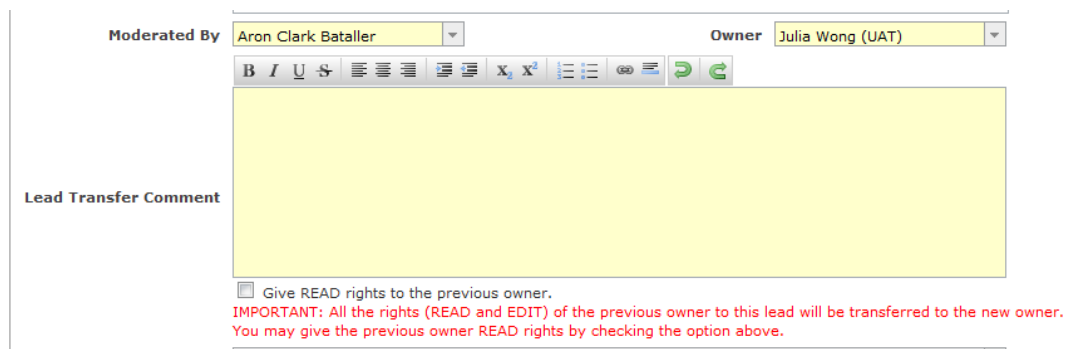 Moderated By Aron Clark Bataller Owner Julia Wong (UAT)
B I U S X2 X²
Lead Transfer Comment
Give READ rights to the previous owner.
IMPORTANT: All the rights (READ and EDIT) of the previous owner to this lead will be transferred to the new owner.
You may give the previous owner READ rights by checking the option above.